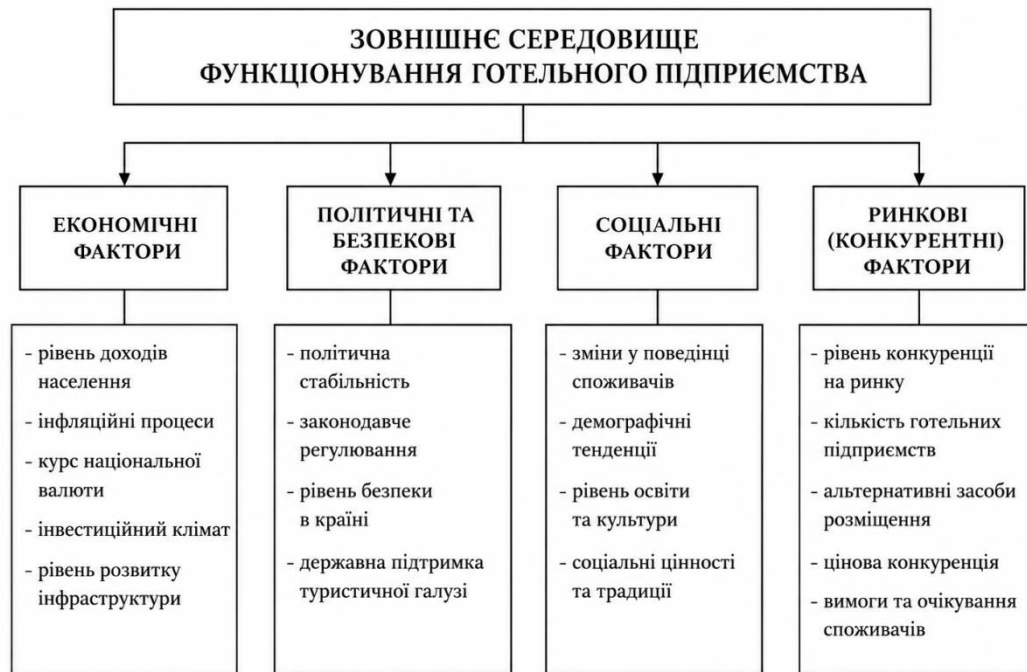 ЗОВНІШНЄ СЕРЕДОВИЩЕ
ФУНКЦІОНУВАННЯ ГОТЕЛЬНОГО ПІДПРИЄМСТВА
ЕКОНОМІЧНІ
ФАКТОРИ
ПОЛІТИЧНІ ТА
БЕЗПЕКОВІ
ФАКТОРИ
СОЦІАЛЬНІ
ФАКТОРИ
РИНКОВІ
(КОНКУРЕНТНІ)
ФАКТОРИ
- рівень доходів
населення
- інфляційні процеси
- курс національної
валюти
- інвестиційний клімат
- рівень розвитку
інфраструктури
- політична
стабільність
- законодавче
регулювання
- рівень безпеки
в країні
- державна підтримка
туристичної галузі
- зміни у поведінці
споживачів
- демографічні
тенденції
- рівень освіти
та культури
- соціальні цінності
та традиції
- рівень конкуренції
на ринку
- кількість готельних
підприємств
- альтернативні засоби
розміщення
- цінова конкуренція
- вимоги та очікування
споживачів